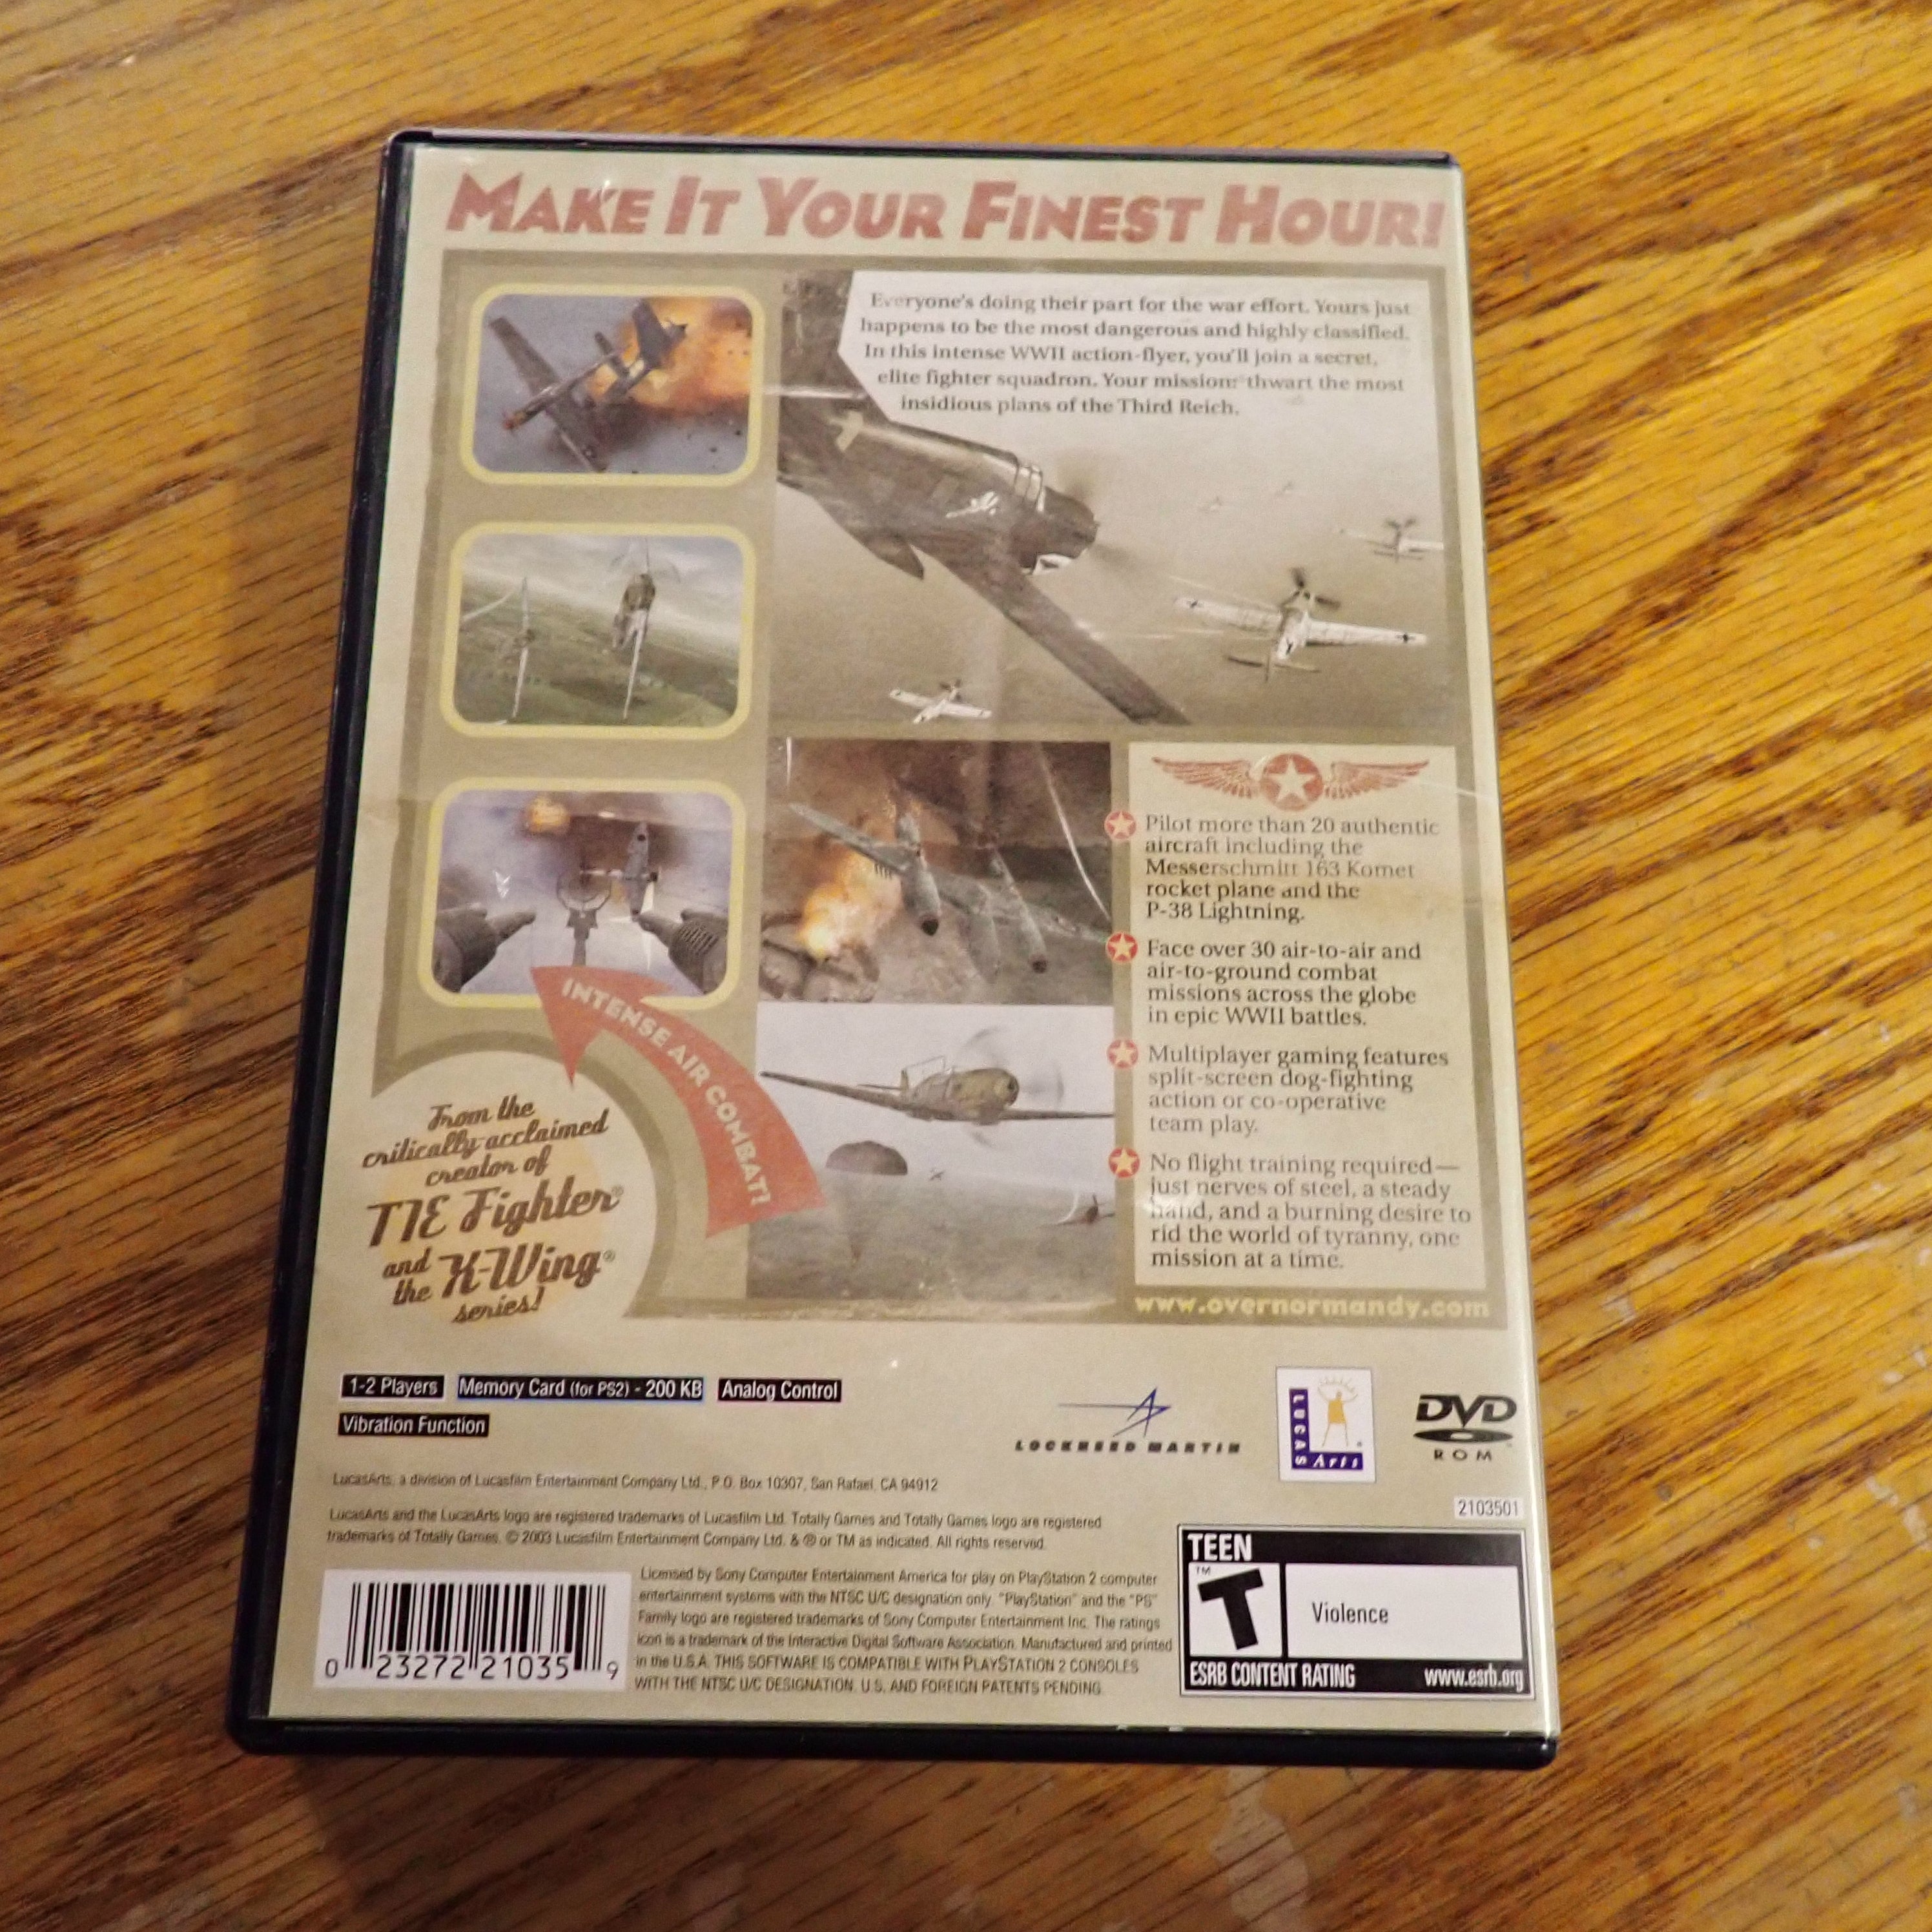 MAKE IT YOUR FINEST HOUR!
Everyone's doing their part for the war effort. Yours just
happens to be the most dangerous and highly classified.
In this intense WWII action-flyer, you'll join a secret,
elite fighter squadron. Your mission: thwart the most
insidious plans of the Third Reich.
Pilot more than 20 authentic
aircraft including the
Messerschmitt 163 Komet
rocket plane and the
P-38 Lightning.
Face over 30 air-to-air and
air-to-ground combat
missions across the globe
in epic WWII battles.
Multiplayer gaming features
split-screen dog-fighting
action or co-operative
team play.
No flight training required—
just nerves of steel, a steady
hand, and a burning desire to
rid the world of tyranny, one
mission at a time.
www.overnormandy.com
INTENSE AIR COMBAT!
From the
critically acclaimed
creator of
TIE Fighter®
and
the X-Wing®
series!
1-2 Players Memory Card (for PS2) - 200 KB Analog Control
Vibration Function
LOCKHEED MARTIN
LUCAS Arts ®
DVD
ROM
LucasArts, a division of Lucasfilm Entertainment Company Ltd., P.O. Box 10307, San Rafael, CA 94912
LucasArts and the LucasArts logo are registered trademarks of Lucasfilm Ltd. Totally Games and Totally Games logo are registered
trademarks of Totally Games. © 2003 Lucasfilm Entertainment Company Ltd. & ® or TM as indicated. All rights reserved.
Licensed by Sony Computer Entertainment America for play on PlayStation 2 computer
entertainment systems with the NTSC U/C designation only. "PlayStation" and the "PS"
Family logo are registered trademarks of Sony Computer Entertainment Inc. The ratings
icon is a trademark of the Interactive Digital Software Association. Manufactured and printed
in the U.S.A. THIS SOFTWARE IS COMPATIBLE WITH PLAYSTATION 2 CONSOLES
WITH THE NTSC U/C DESIGNATION. U.S. AND FOREIGN PATENTS PENDING.
0 23272 21035 9
2103501
TEEN
TM
T
Violence
ESRB CONTENT RATING www.esrb.org